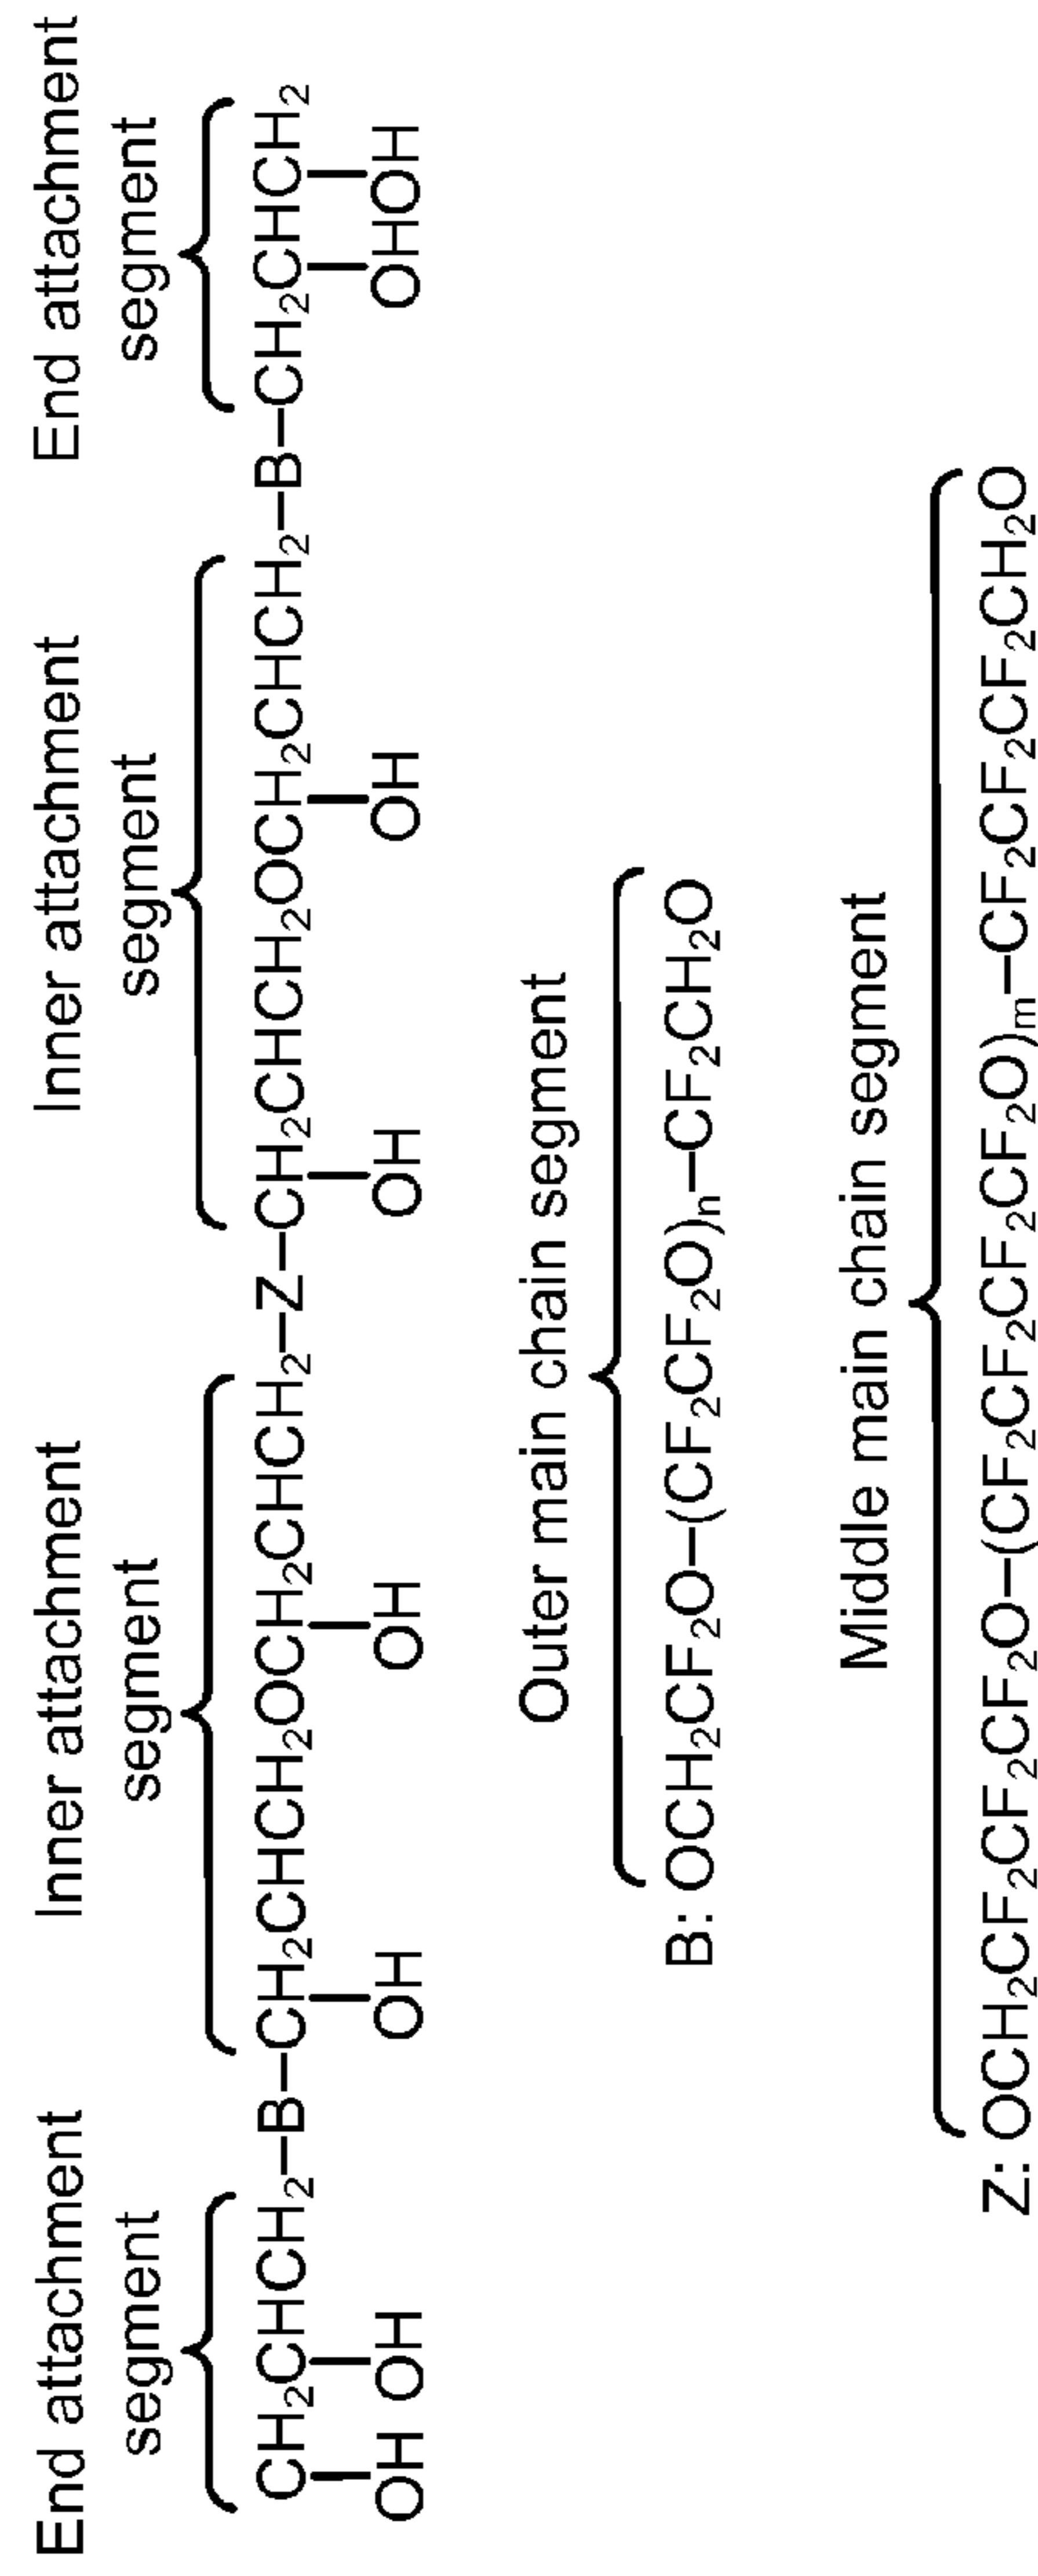 End attachment segment
Inner attachment segment
Inner attachment segment
End attachment segment
CH₂CHCH₂–B–CH₂CHCH₂OCH₂CHCH₂–Z–CH₂CHCH₂OCH₂CHCH₂–B–CH₂CHCH₂
OH OH OH OH OH OH OHOH
Outer main chain segment
B: OCH₂CF₂O–(CF₂CF₂O)ₙ–CF₂CH₂O
Middle main chain segment
Z: OCH₂CF₂CF₂CF₂O–(CF₂CF₂CF₂CF₂O)ₘ–CF₂CF₂CF₂CH₂O